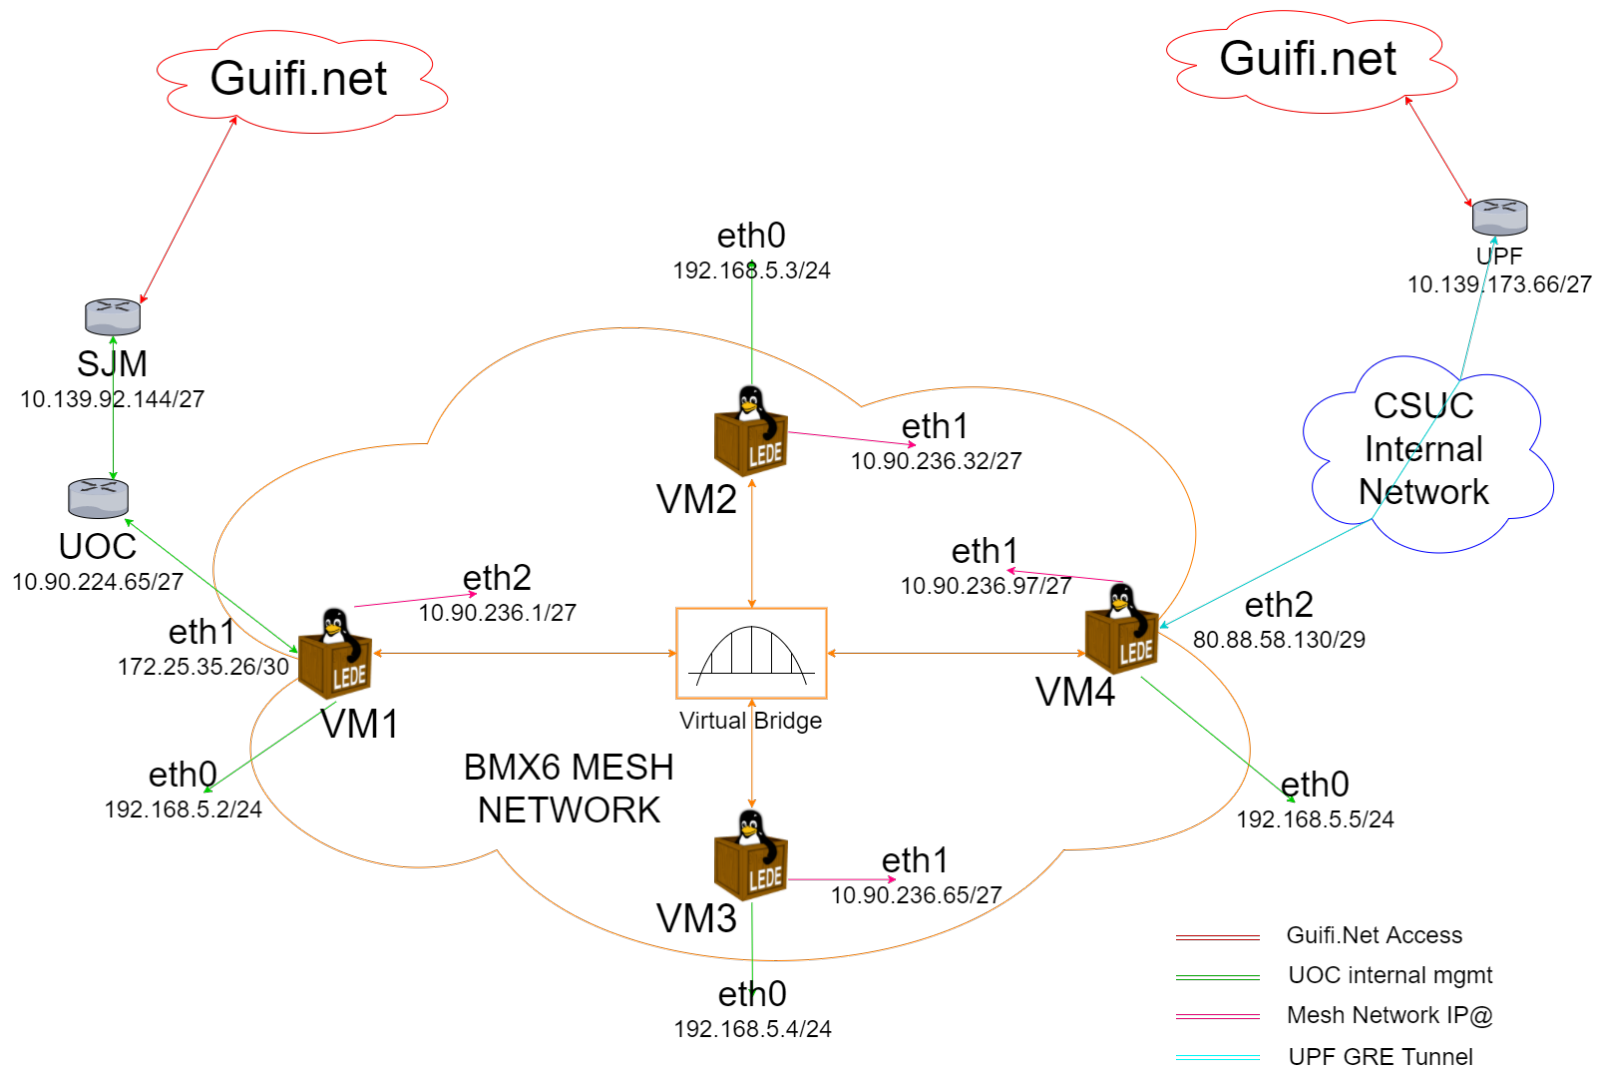 Guifi.net
Guifi.net
eth0
192.168.5.3/24
UPF
10.139.173.66/27
SJM
10.139.92.144/27
CSUC
Internal
Network
eth1
10.90.236.32/27
LEDE
VM2
UOC
10.90.224.65/27
eth1
10.90.236.97/27
eth2
10.90.236.1/27
eth2
80.88.58.130/29
eth1
172.25.35.26/30
LEDE
VM1
LEDE
VM4
Virtual Bridge
eth0
192.168.5.2/24
BMX6 MESH
NETWORK
eth0
192.168.5.5/24
LEDE
VM3
eth1
10.90.236.65/27
eth0
192.168.5.4/24
Guifi.Net Access
UOC internal mgmt
Mesh Network IP@
UPF GRE Tunnel